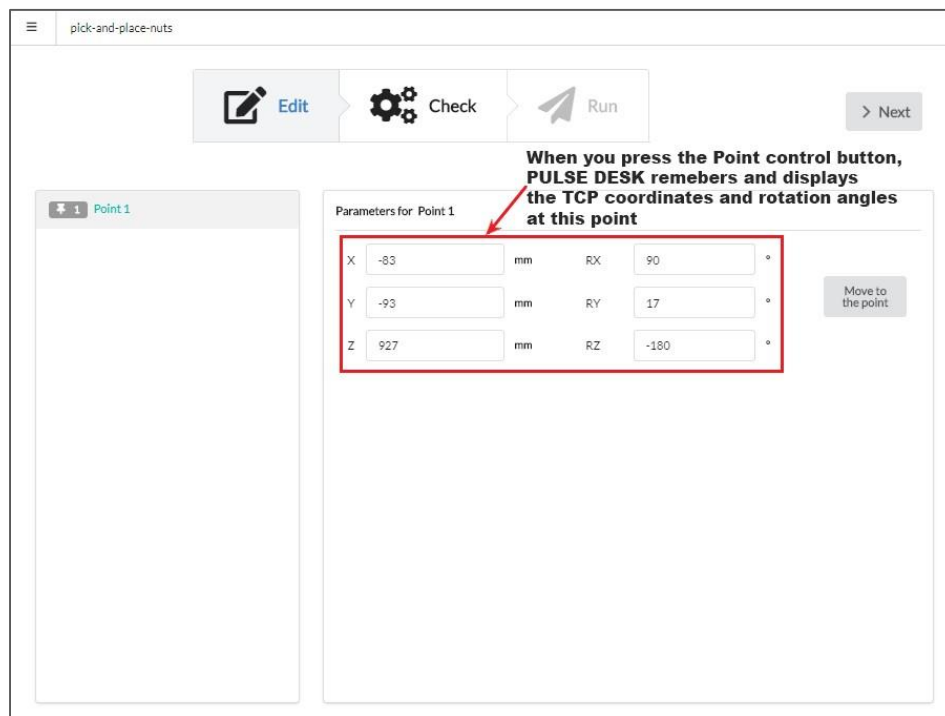 pick-and-place-nuts
Edit
Check
Run
Next
When you press the Point control button,
PULSE DESK remebers and displays
the TCP coordinates and rotation angles
at this point
1 Point 1
Parameters for Point 1
X -83 mm RX 90 °
Y -93 mm RY 17 °
Z 927 mm RZ -180 °
Move to
the point